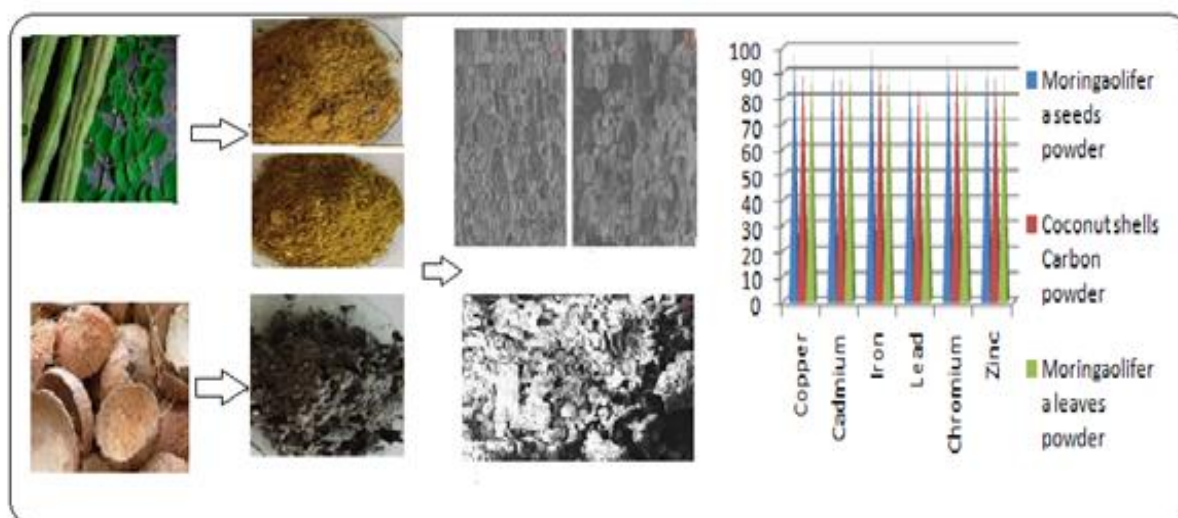 100
90
80
70
60
50
40
30
20
10
0
Copper
Cadmium
Iron
Lead
Chromium
Zinc
Moringaolifer
a seeds
powder
Coconut shells
Carbon
powder
Moringaolifer
a leaves
powder